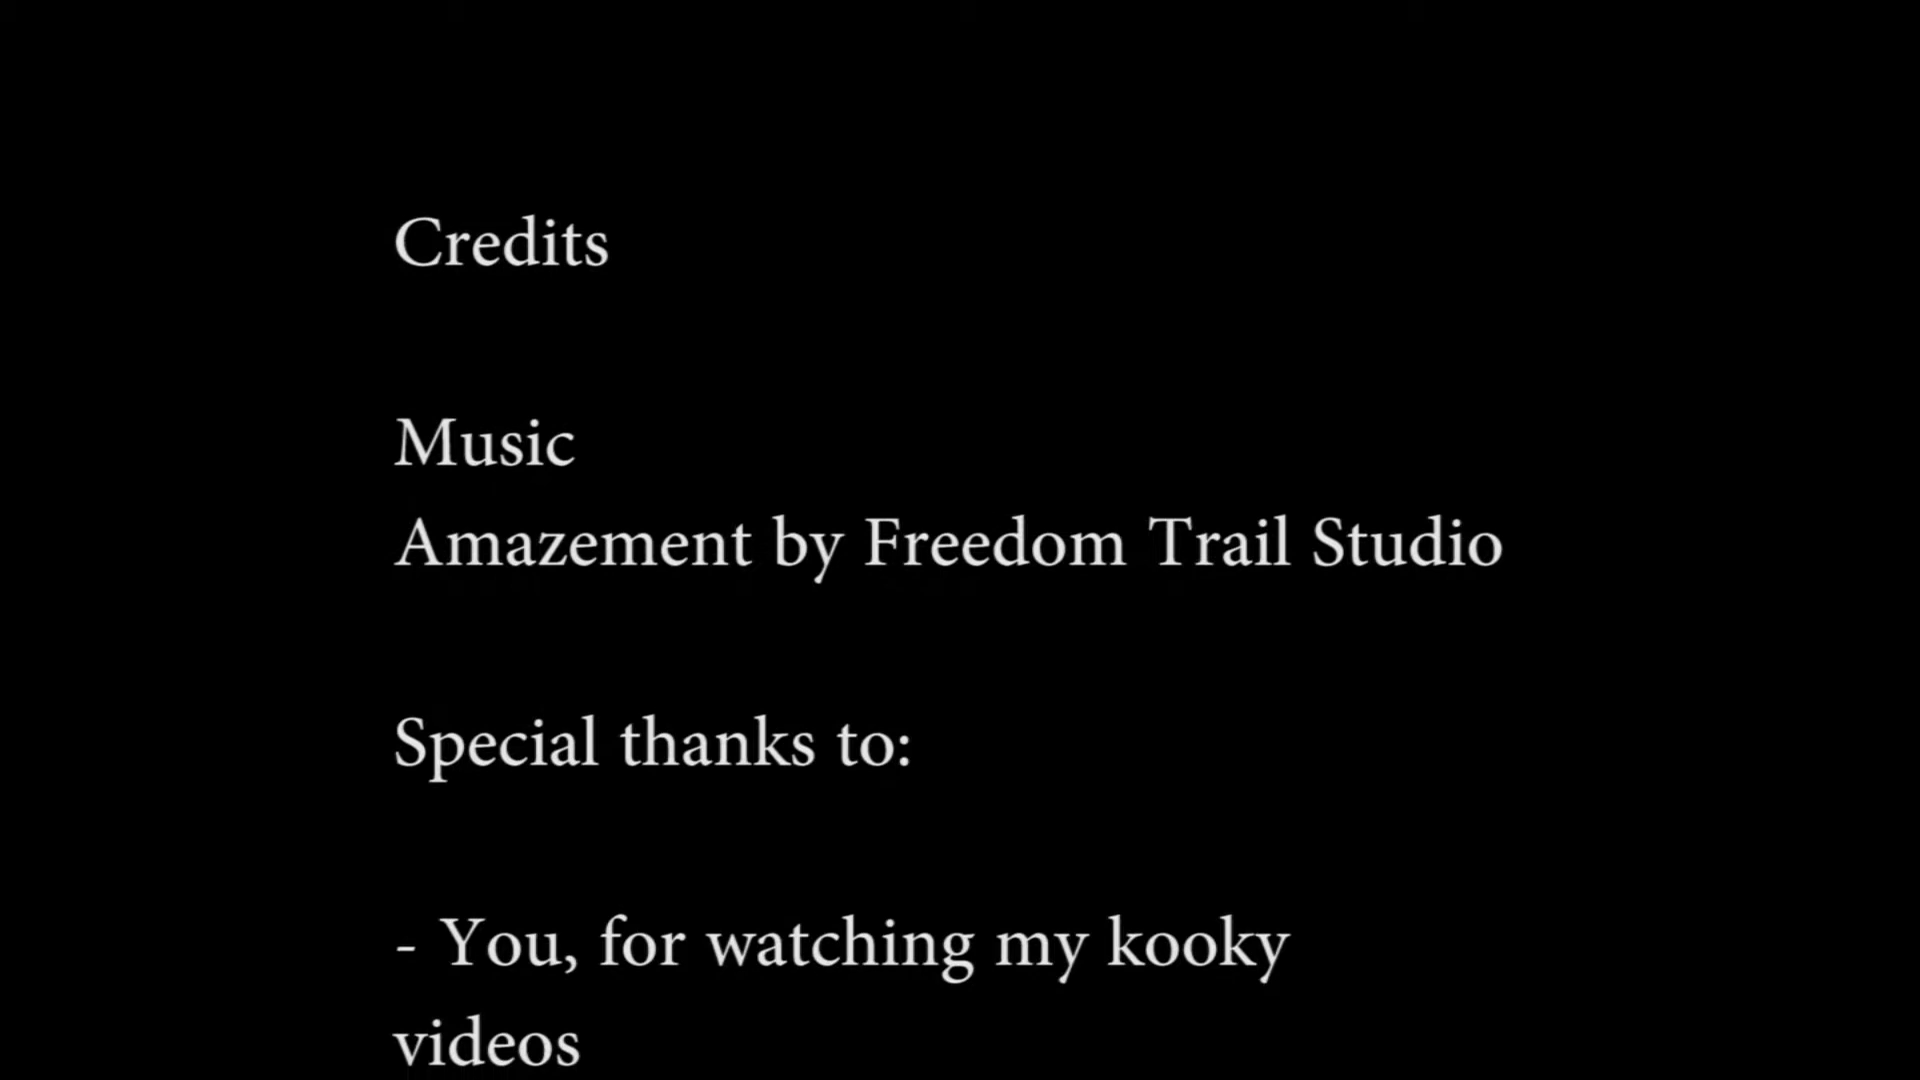 Credits
Music
Amazement by Freedom Trail Studio
Special thanks to:
- You, for watching my kooky
videos